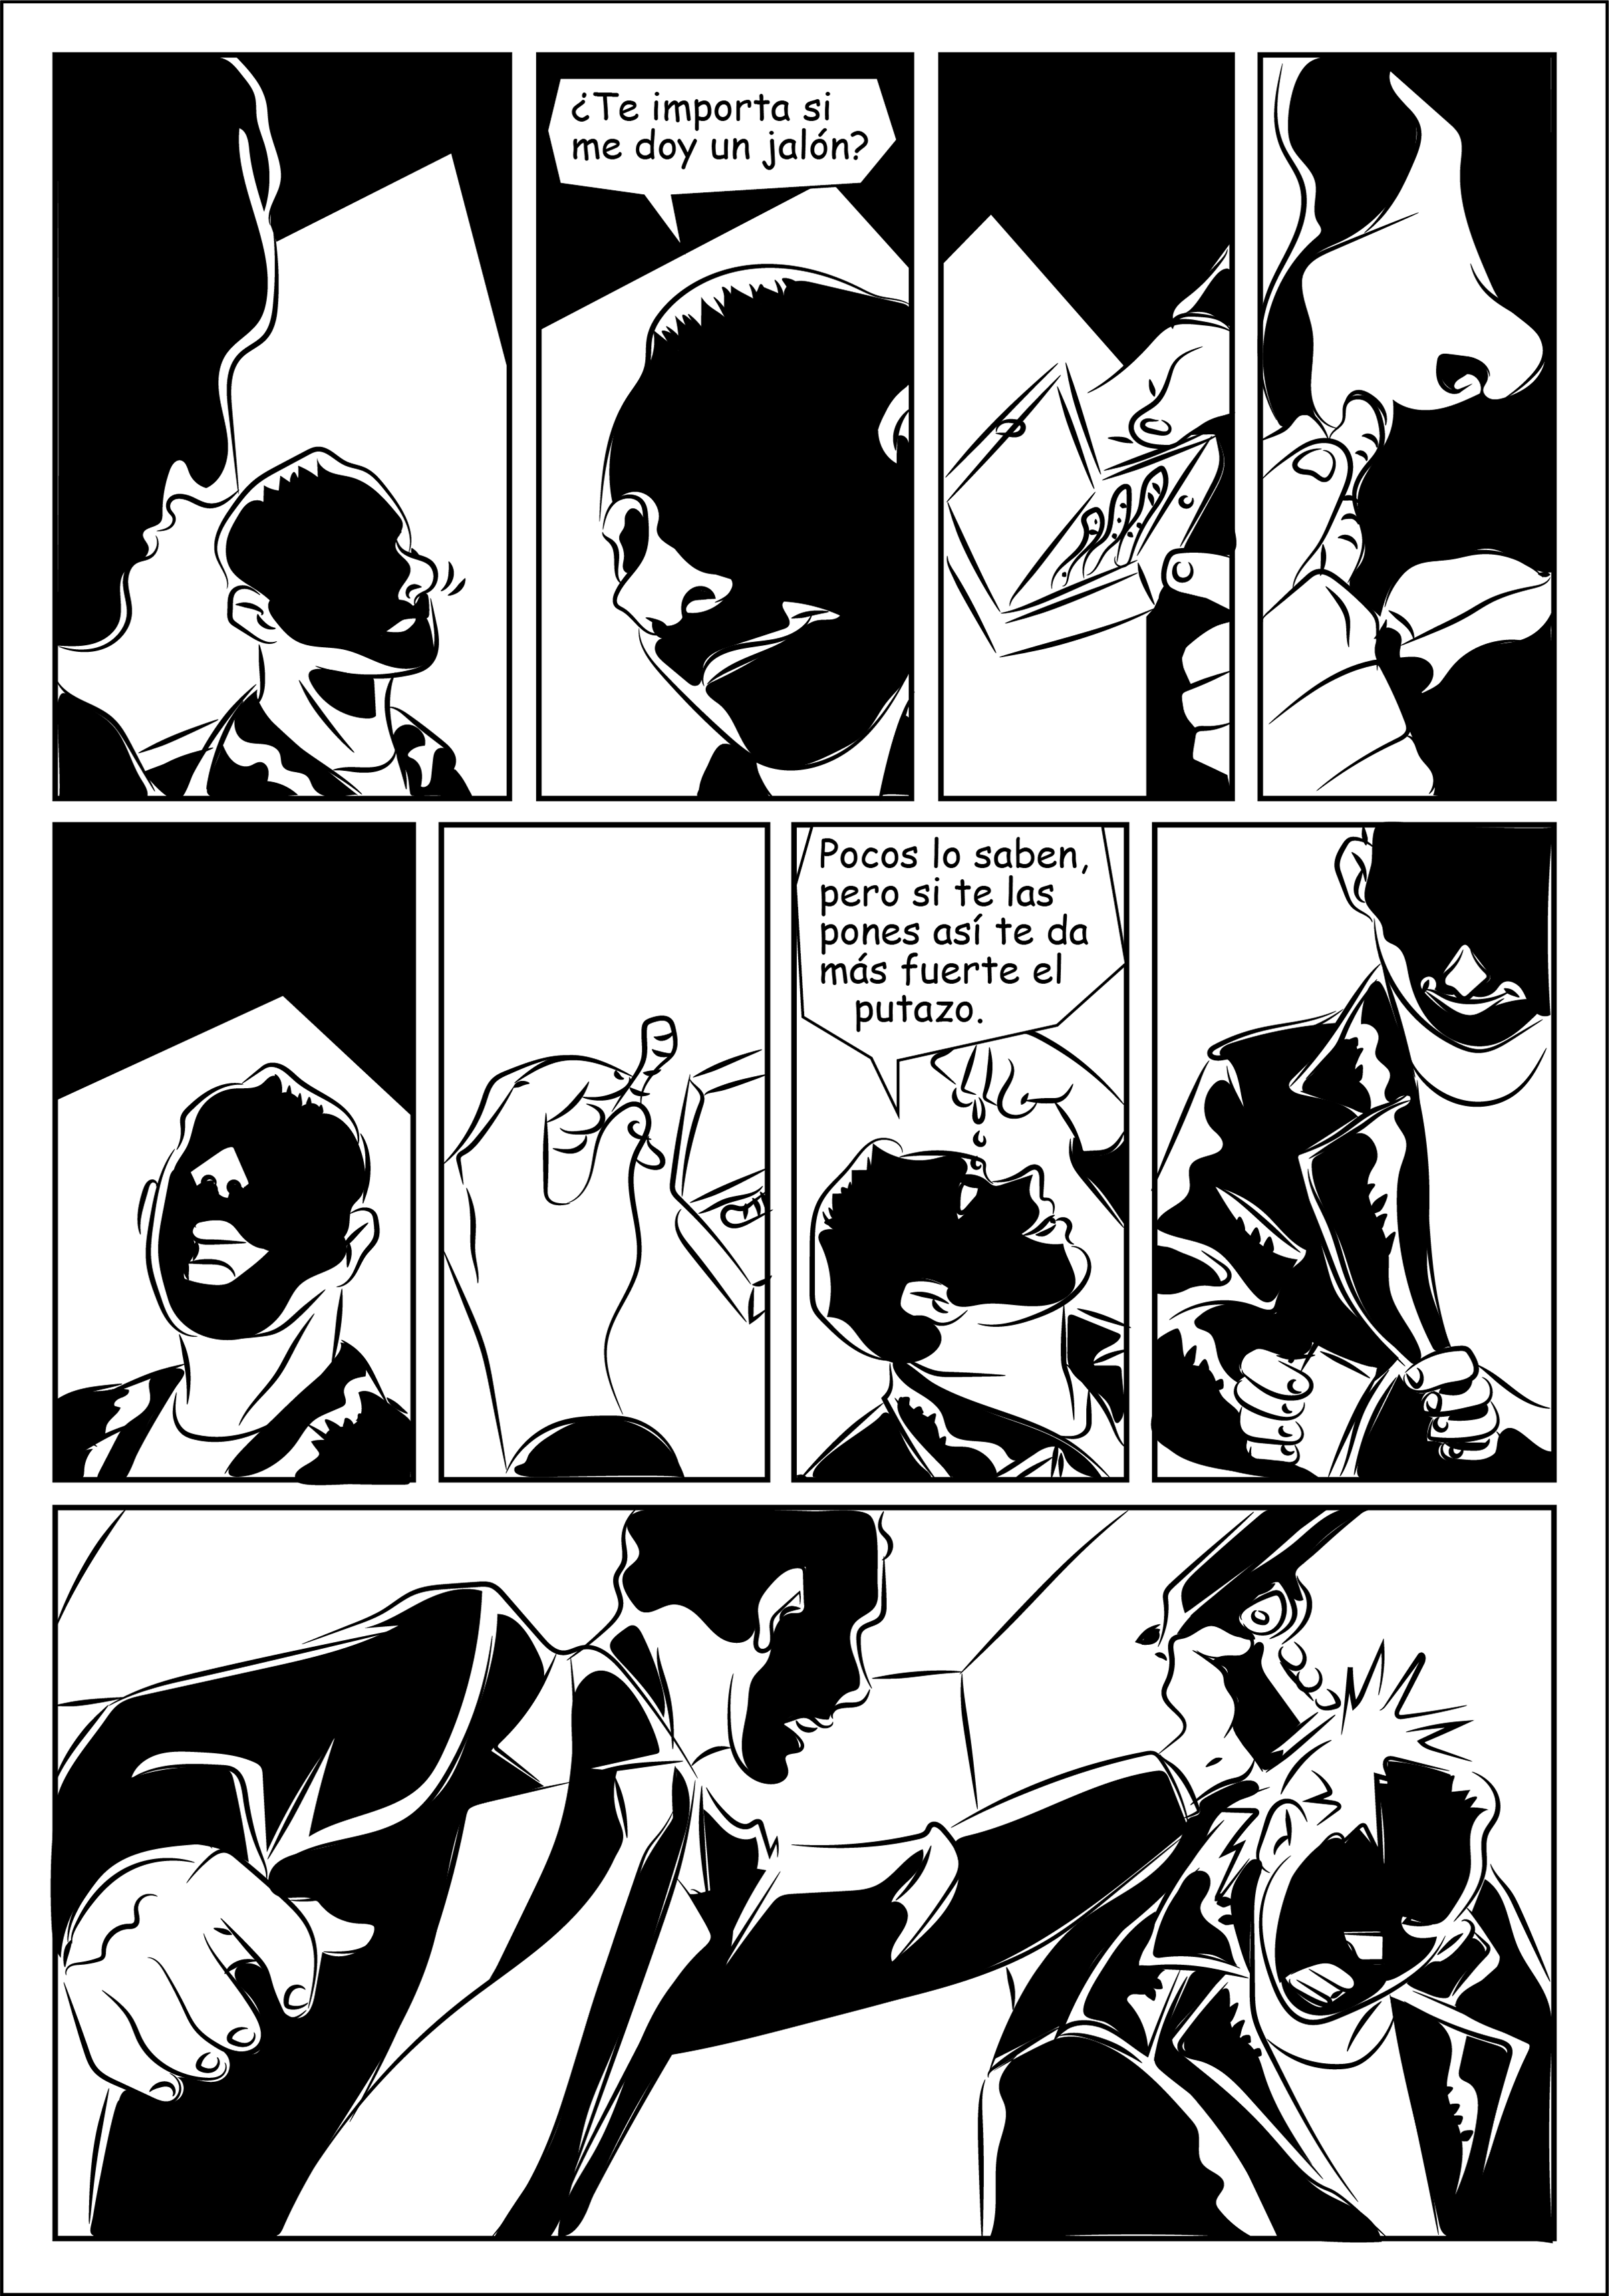 ¿Te importa si
me doy un jalón?
Pocos lo saben,
pero si te las
pones así te da
más fuerte el
putazo.